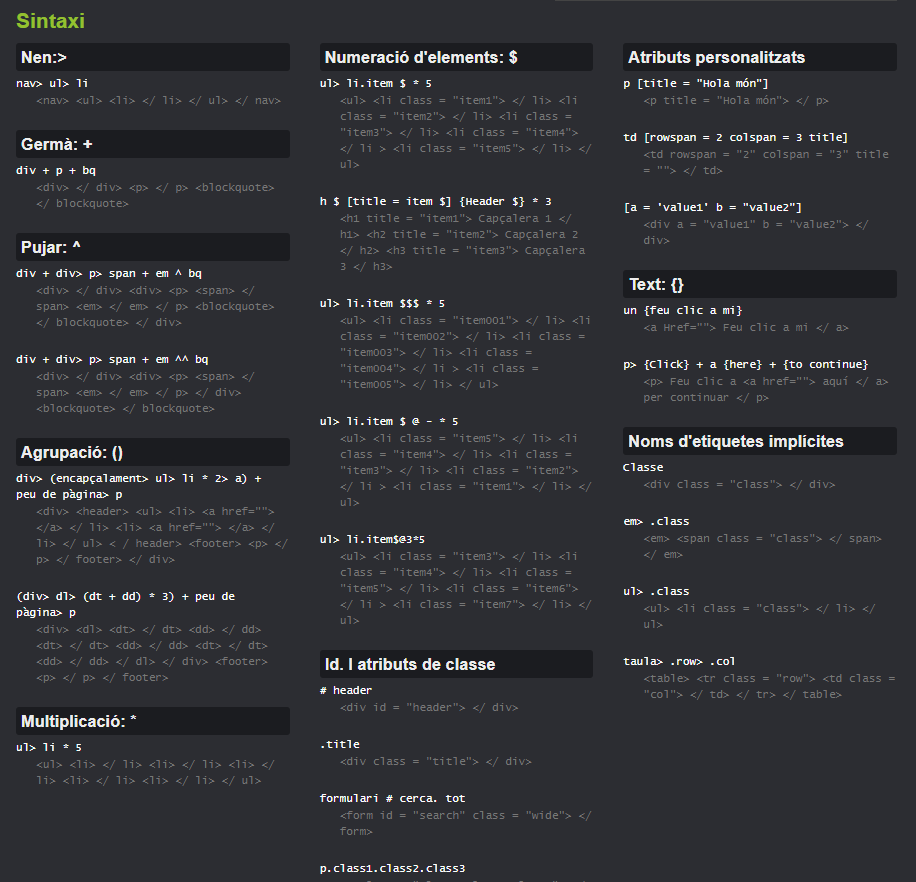 Sintaxi
Nen:>
nav> ul> li
<nav> <ul> <li> </ li> </ ul> </ nav>
Germà: +
div + p + bq
<div> </ div> <p> </ p> <blockquote>
</ blockquote>
Pujar: ^
div + div> p> span + em ^ bq
<div> </ div> <div> <p> <span> </
span> <em> </ em> </ p> <blockquote>
</ blockquote> </ div>
div + div> p> span + em ^^ bq
<div> </ div> <div> <p> <span> </
span> <em> </ em> </ p> </ div>
<blockquote> </ blockquote>
Agrupació: ()
div> (encapçalament> ul> li * 2> a) +
peu de pàgina> p
<div> <header> <ul> <li> <a href="">
</a> </ li> <li> <a href=""> </a> </
li> </ ul> < / header> <footer> <p> </
p> </ footer> </ div>
(div> dl> (dt + dd) * 3) + peu de
pàgina> p
<div> <dl> <dt> </ dt> <dd> </ dd>
<dt> </ dt> <dd> </ dd> <dt> </ dt>
<dd> </ dd> </ dl> </ div> <footer>
<p> </ p> </ footer>
Multiplicació: *
ul> li * 5
<ul> <li> </ li> <li> </ li> <li> </
li> <li> </ li> <li> </ li> </ ul>
Numeració d'elements: $
ul> li.item $ * 5
<ul> <li class = "item1"> </ li> <li
class = "item2"> </ li> <li class =
"item3"> </ li> <li class = "item4">
</ li > <li class = "item5"> </ li> </
ul>
h $ [title = item $] {Header $} * 3
<h1 title = "item1"> Capçalera 1 </
h1> <h2 title = "item2"> Capçalera 2
</ h2> <h3 title = "item3"> Capçalera
3 </ h3>
ul> li.item $$$ * 5
<ul> <li class = "item001"> </ li> <li
class = "item002"> </ li> <li class =
"item003"> </ li> <li class =
"item004"> </ li > <li class =
"item005"> </ li> </ ul>
ul> li.item $ @ - * 5
<ul> <li class = "item5"> </ li> <li
class = "item4"> </ li> <li class =
"item3"> </ li> <li class = "item2">
</ li > <li class = "item1"> </ li> </
ul>
ul> li.item$@3*5
<ul> <li class = "item3"> </ li> <li
class = "item4"> </ li> <li class =
"item5"> </ li> <li class = "item6">
</ li > <li class = "item7"> </ li> </
ul>
Id. I atributs de classe
# header
<div id = "header"> </ div>
.title
<div class = "title"> </ div>
formulari # cerca. tot
<form id = "search" class = "wide"> </
form>
p.class1.class2.class3
Atributs personalitzats
p [title = "Hola món"]
<p title = "Hola món"> </ p>
td [rowspan = 2 colspan = 3 title]
<td rowspan = "2" colspan = "3" title
= ""> </ td>
[a = 'value1' b = "value2"]
<div a = "value1" b = "value2"> </
div>
Text: {}
un {feu clic a mi}
<a Href=""> Feu clic a mi </ a>
p> {Click} + a {here} + {to continue}
<p> Feu clic a <a href=""> aquí </ a>
per continuar </ p>
Noms d'etiquetes implícites
Classe
<div class = "class"> </ div>
em> .class
<em> <span class = "class"> </ span>
</ em>
ul> .class
<ul> <li class = "class"> </ li> </
ul>
taula> .row> .col
<table> <tr class = "row"> <td class =
"col"> </ td> </ tr> </ table>